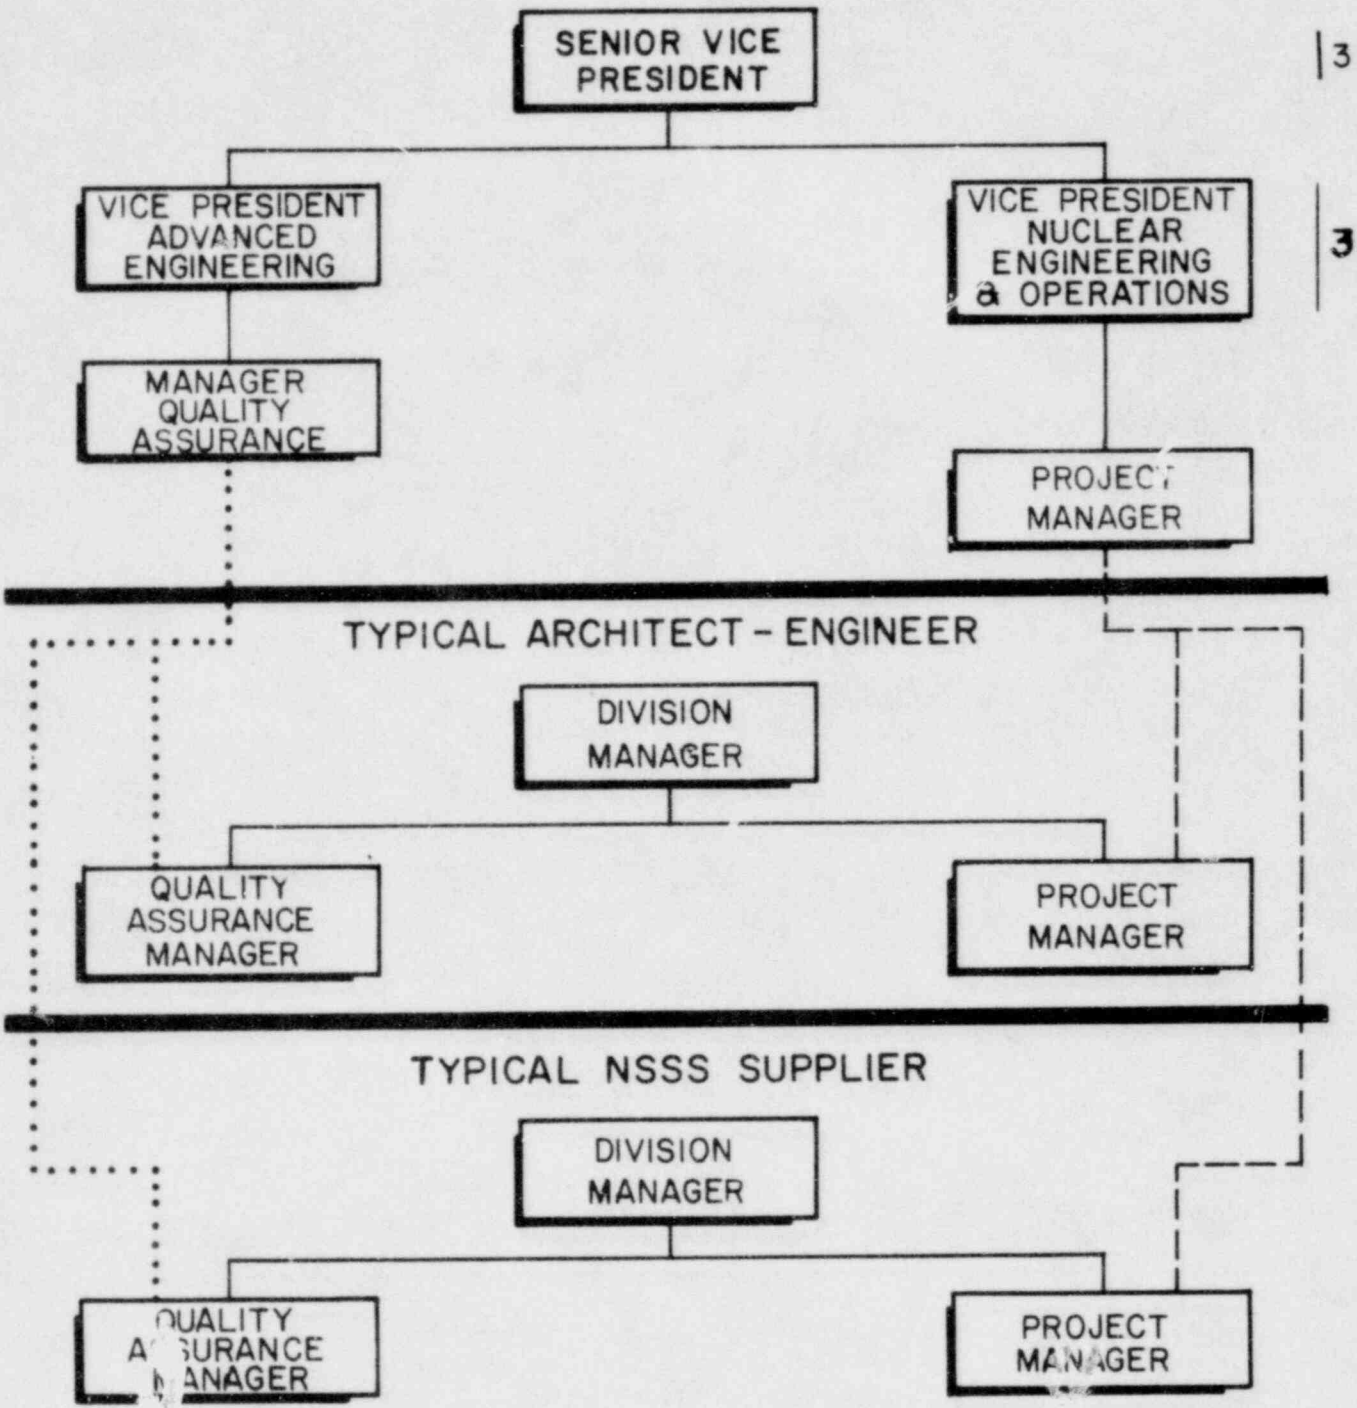 SENIOR VICE
PRESIDENT
3
VICE PRESIDENT
ADVANCED
ENGINEERING
VICE PRESIDENT
NUCLEAR
ENGINEERING
& OPERATIONS
3
MANAGER
QUALITY
ASSURANCE
PROJECT
MANAGER
TYPICAL ARCHITECT - ENGINEER
DIVISION
MANAGER
QUALITY
ASSURANCE
MANAGER
PROJECT
MANAGER
TYPICAL NSSS SUPPLIER
DIVISION
MANAGER
QUALITY
ASSURANCE
MANAGER
PROJECT
MANAGER